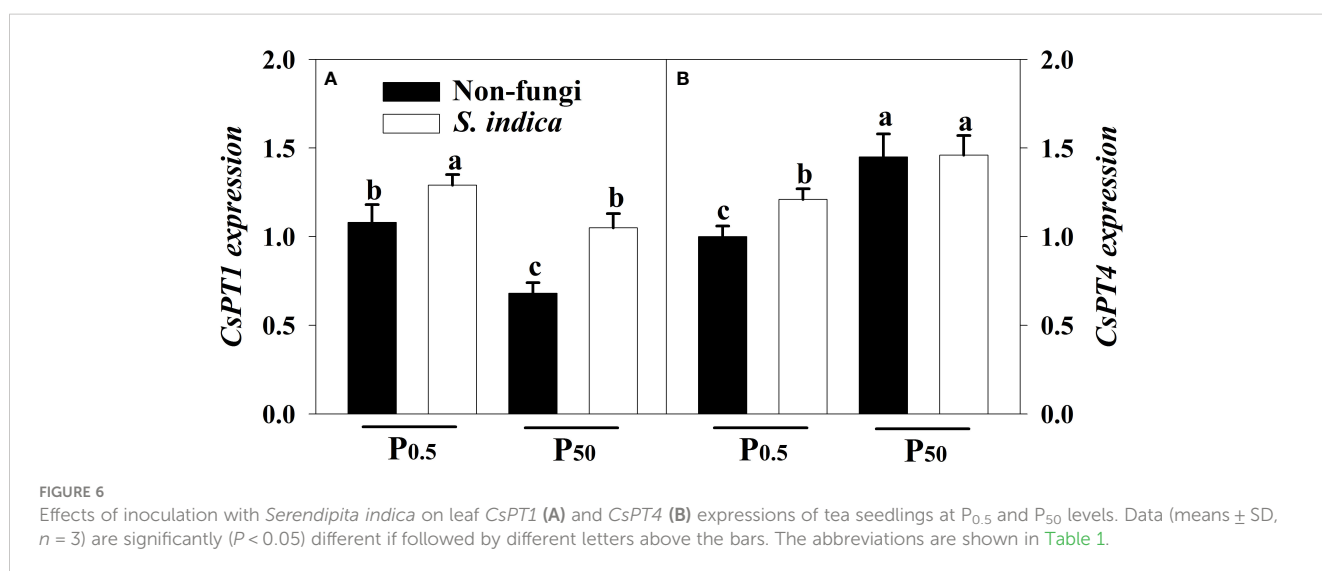 A
B
Non-fungi
S. indica
CsPT1 expression
2.0
1.5
1.0
0.5
0.0
b
a
c
b
c
b
a
a
2.0
1.5
1.0
0.5
0.0
CsPT4 expression
P0.5
P50
P0.5
P50
FIGURE 6
Effects of inoculation with Serendipita indica on leaf CsPT1 (A) and CsPT4 (B) expressions of tea seedlings at P0.5 and P50 levels. Data (means ± SD,
n = 3) are significantly (P < 0.05) different if followed by different letters above the bars. The abbreviations are shown in Table 1.